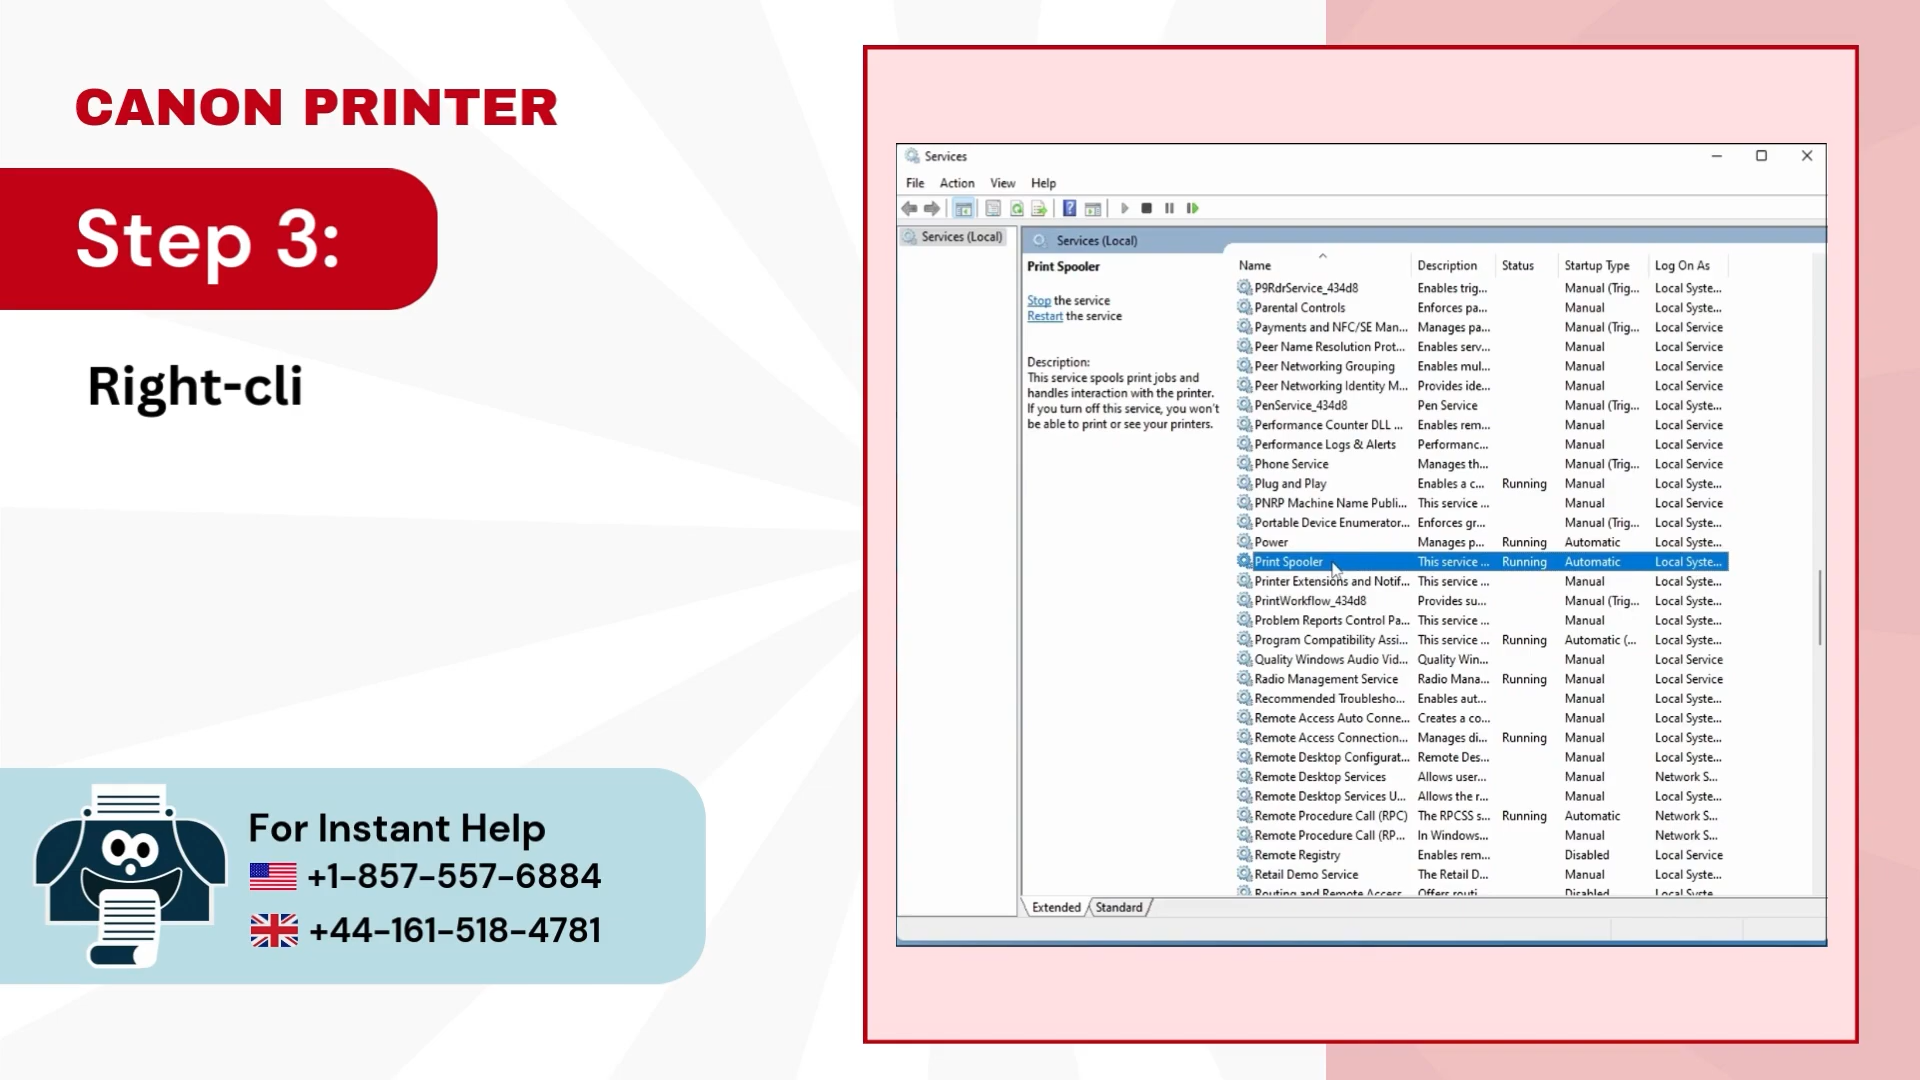 CANON PRINTER
Step 3:
Right-cli
For Instant Help
+1-857-557-6884
+44-161-518-4781
Services
File Action View Help
Services (Local)
Services (Local)
Print Spooler
Stop the service
Restart the service
Description:
This service spools print jobs and
handles interaction with the printer.
If you turn off this service, you won't
be able to print or see your printers.
Name Description Status Startup Type Log On As
P9RdrService_434d8 Enables trig... Manual (Trig... Local Syste...
Parental Controls Enforces pa... Manual Local Syste...
Payments and NFC/SE Man... Manages pa... Manual (Trig... Local Service
Peer Name Resolution Prot... Enables serv... Manual Local Service
Peer Networking Grouping Enables mul... Manual Local Service
Peer Networking Identity M... Provides ide... Manual Local Service
PenService_434d8 Pen Service Manual (Trig... Local Syste...
Performance Counter DLL ... Enables rem... Manual Local Service
Performance Logs & Alerts Performanc... Manual Local Service
Phone Service Manages th... Manual (Trig... Local Service
Plug and Play Enables a c... Running Manual Local Syste...
PNRP Machine Name Publi... This service ... Manual Local Service
Portable Device Enumerator... Enforces gr... Manual (Trig... Local Syste...
Power Manages p... Running Automatic Local Syste...
Print Spooler This service ... Running Automatic Local Syste...
Printer Extensions and Notif... This service ... Manual Local Syste...
PrintWorkflow_434d8 Provides su... Manual (Trig... Local Syste...
Problem Reports Control Pa... This service ... Manual Local Syste...
Program Compatibility Assi... This service ... Running Automatic (... Local Syste...
Quality Windows Audio Vid... Quality Win... Manual Local Service
Radio Management Service Radio Mana... Running Manual Local Service
Recommended Troublesho... Enables aut... Manual Local Syste...
Remote Access Auto Conne... Creates a co... Manual Local Syste...
Remote Access Connection... Manages di... Running Manual Local Syste...
Remote Desktop Configurat... Remote Des... Manual Local Syste...
Remote Desktop Services Allows user... Manual Network S...
Remote Desktop Services U... Allows the r... Manual Local Syste...
Remote Procedure Call (RPC) The RPCSS s... Running Automatic Network S...
Remote Procedure Call (RP... In Windows... Manual Network S...
Remote Registry Enables rem... Disabled Local Service
Retail Demo Service The Retail D... Manual Local Syste...
Routing and Remote Access Offers routi... Disabled Local Syste...
Extended Standard